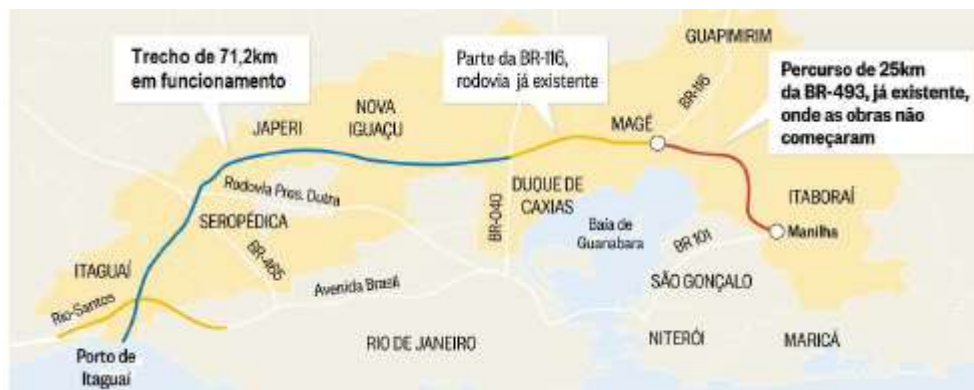 GUAPIMIRIM
Trecho de 71,2km
em funcionamento
Parte da BR-116,
rodovia já existente
BR-116
Percurso de 25km
da BR-493, já existente,
onde as obras não
começaram
NOVA
IGUAÇU
JAPERI
MAGÉ
Rodovia Pres. Dutra
DUQUE DE
CAXIAS
ITABORAÍ
SEROPÉDICA
BR-040
Baia de
Guanabara
BR 101
Manilha
ITAGUAÍ
BR-465
Rio-Santos
Avenida Brasil
SÃO GONÇALO
RIO DE JANEIRO
NITERÓI
MARICÁ
Porto de
Itaguaí